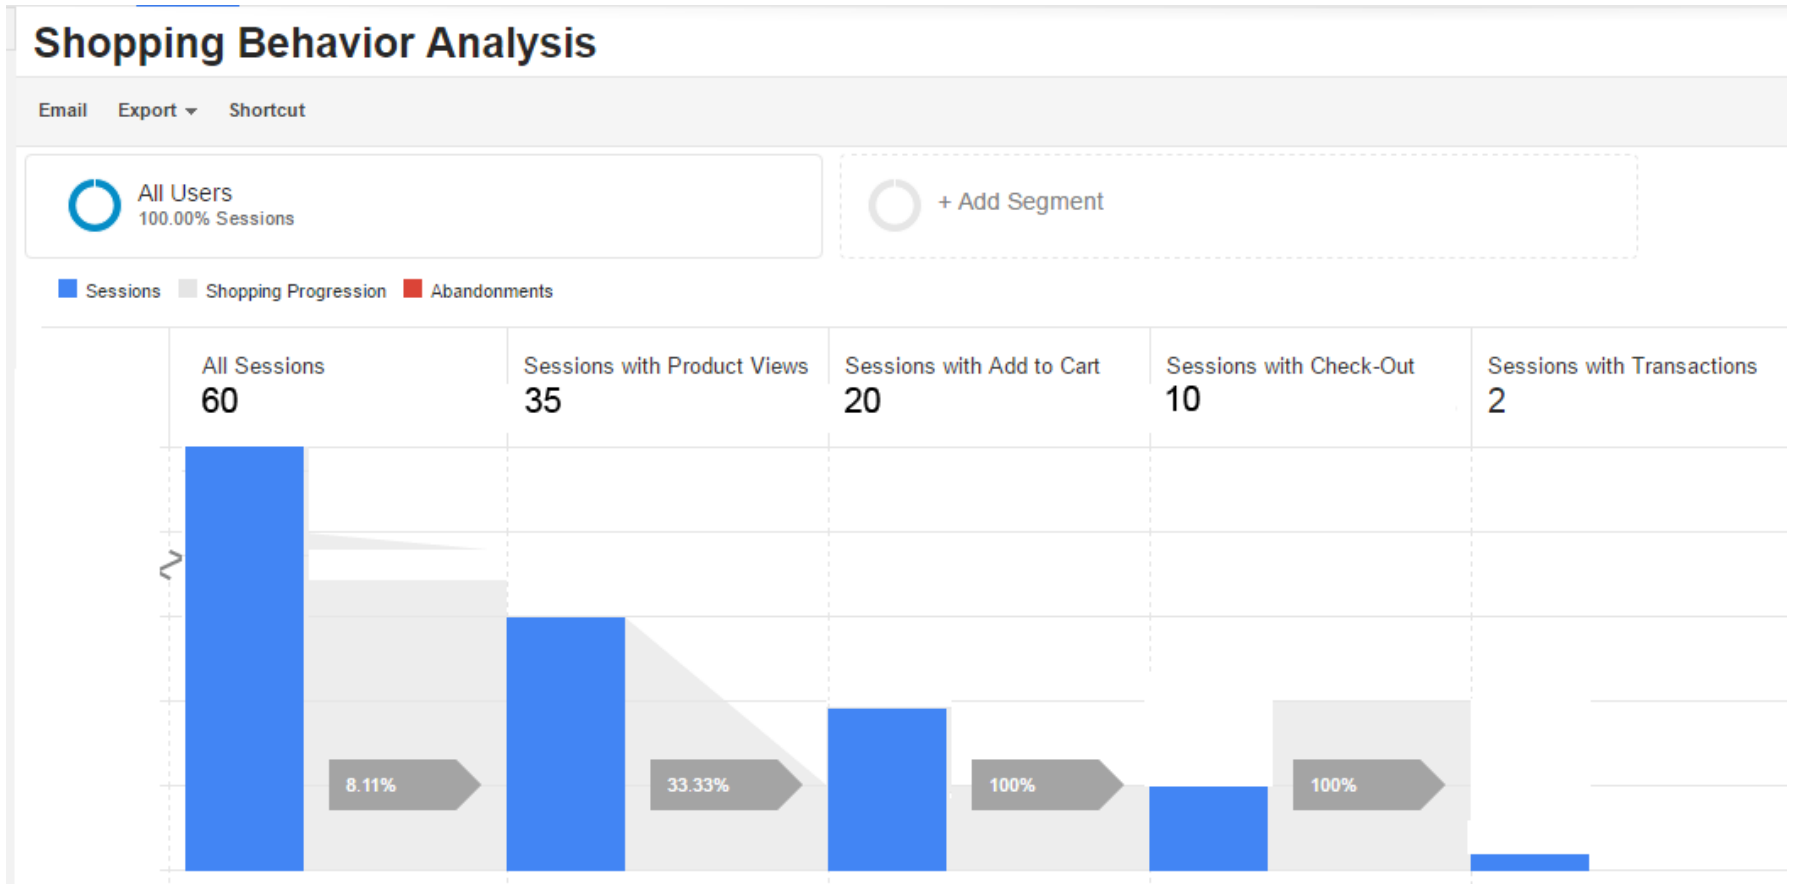 Shopping Behavior Analysis
Email Export Shortcut
All Users
100.00% Sessions
+ Add Segment
Sessions Shopping Progression Abandonments
All Sessions Sessions with Product Views Sessions with Add to Cart Sessions with Check-Out Sessions with Transactions
60 35 20 10 2
8.11% 33.33% 100% 100%